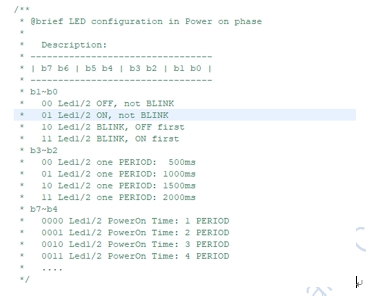 /**
* @brief LED configuration in Power on phase
*
* Description:
* --------------------------------
* | b7 b6 | b5 b4 | b3 b2 | b1 b0 |
* --------------------------------
* b1~b0
* 00 Led1/2 OFF, not BLINK
* 01 Led1/2 ON, not BLINK
* 10 Led1/2 BLINK, OFF first
* 11 Led1/2 BLINK, ON first
* b3~b2
* 00 Led1/2 one PERIOD: 500ms
* 01 Led1/2 one PERIOD: 1000ms
* 10 Led1/2 one PERIOD: 1500ms
* 11 Led1/2 one PERIOD: 2000ms
* b7~b4
* 0000 Led1/2 PowerOn Time: 1 PERIOD
* 0001 Led1/2 PowerOn Time: 2 PERIOD
* 0010 Led1/2 PowerOn Time: 3 PERIOD
* 0011 Led1/2 PowerOn Time: 4 PERIOD
* ....
*/